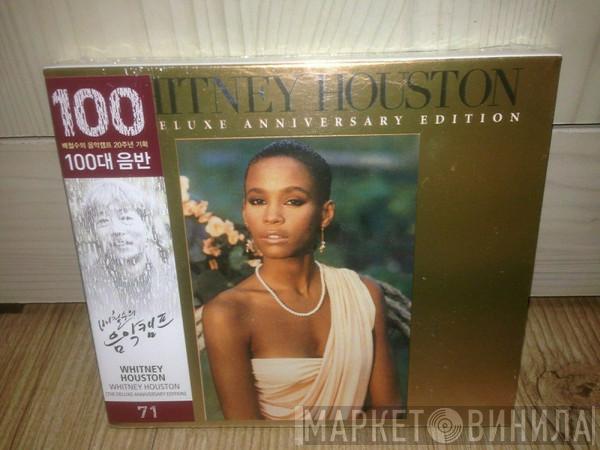 100
배철수의 음악캠프 20주년 기획
100대 음반
배철수의
음악캠프
WHITNEY
HOUSTON
WHITNEY HOUSTON
(THE DELUXE ANNIVERSARY EDITION)
71
HITNEY HOUSTON
ELUXE ANNIVERSARY EDITION
МАРКЕТ ВИНИЛА